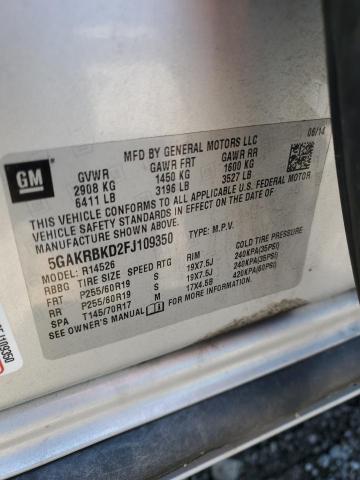 GM
MFD BY GENERAL MOTORS LLC
06/14
GVWR GAWR FRT GAWR RR
2908 KG 1450 KG 1600 KG
6411 LB 3196 LB 3527 LB
THIS VEHICLE CONFORMS TO ALL APPLICABLE U.S. FEDERAL MOTOR
VEHICLE SAFETY STANDARDS IN EFFECT ON THE DATE OF
MANUFACTURE SHOWN ABOVE.
5GAKRBKD2FJ109350 TYPE: M.P.V.
MODEL: R14526
RBBG TIRE SIZE SPEED RTG RIM COLD TIRE PRESSURE
FRT P255/60R19 S 19X7.5J 240KPA(35PSI)
RR P255/60R19 S 19X7.5J 240KPA(35PSI)
SPA T145/70R17 M 17X4.5B 420KPA(60PSI)
SEE OWNER'S MANUAL FOR MORE INFORMATION.
J109350